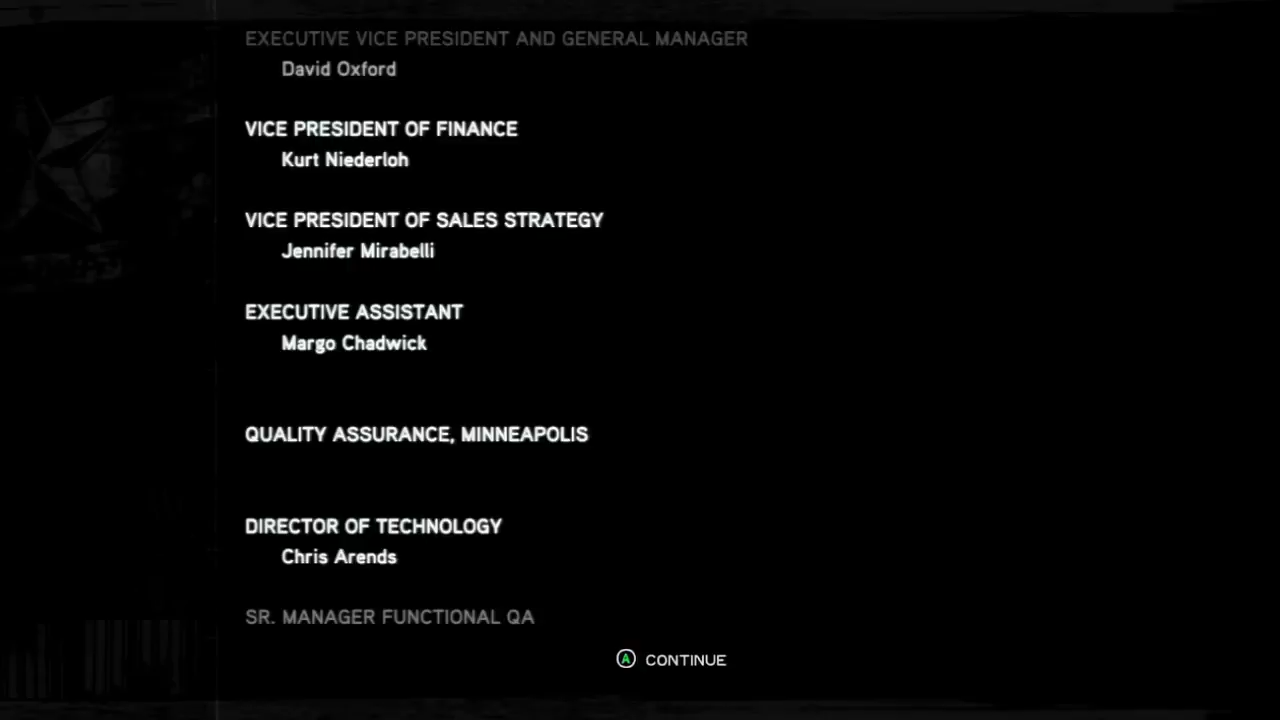 EXECUTIVE VICE PRESIDENT AND GENERAL MANAGER
David Oxford
VICE PRESIDENT OF FINANCE
Kurt Niederloh
VICE PRESIDENT OF SALES STRATEGY
Jennifer Mirabelli
EXECUTIVE ASSISTANT
Margo Chadwick
QUALITY ASSURANCE, MINNEAPOLIS
DIRECTOR OF TECHNOLOGY
Chris Arends
SR. MANAGER FUNCTIONAL QA
A CONTINUE